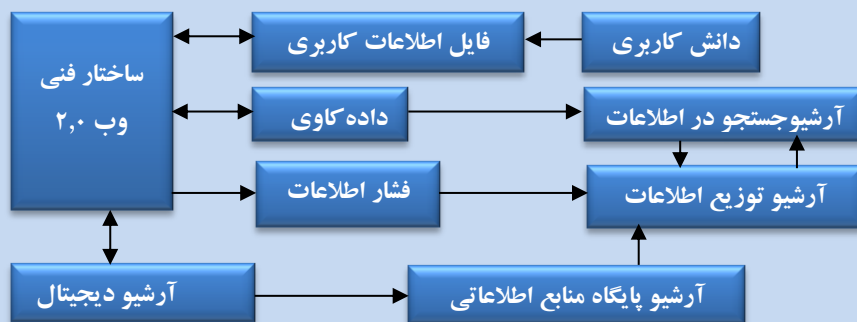 ساختار فنی
وب ۲,۰
فایل اطلاعات کاربری
دانش کاربری
داده‌کاوی
آرشیوجستجو در اطلاعات
فشار اطلاعات
آرشیو توزیع اطلاعات
آرشیو دیجیتال
آرشیو پایگاه منابع اطلاعاتی